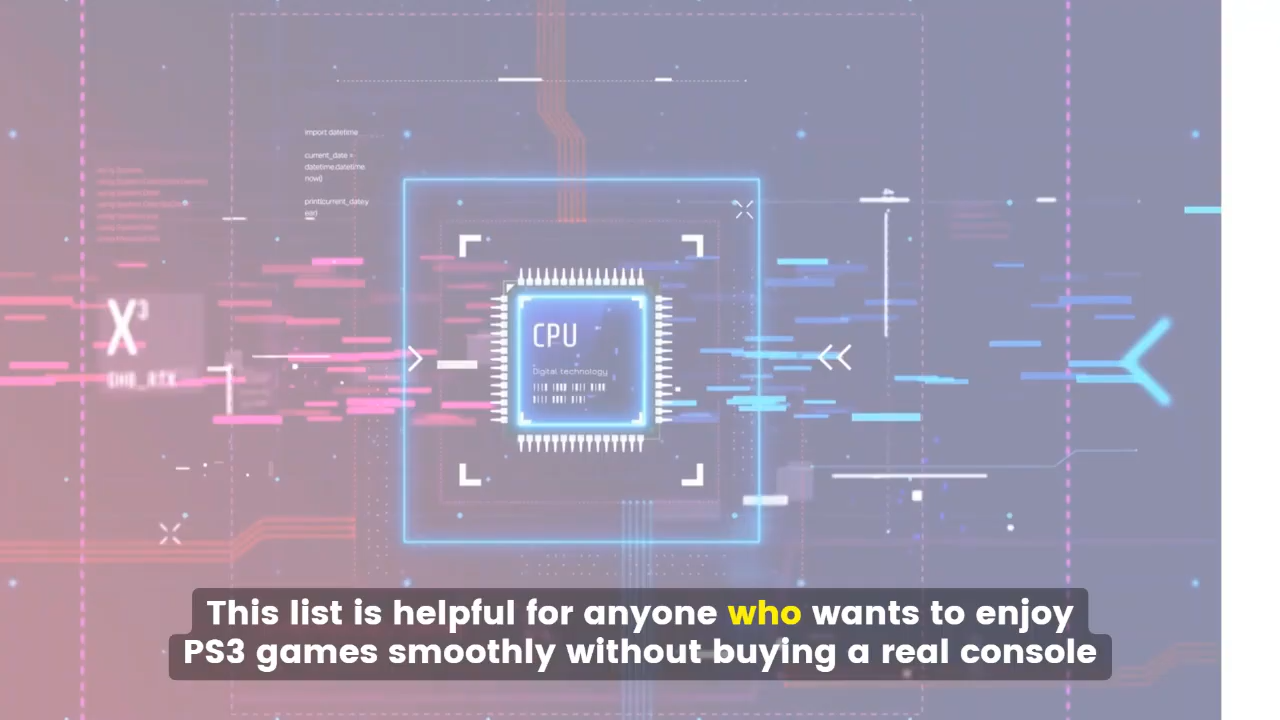 import datetime
current_date =
datetime.datetime
now()
print(current_date.y
ear)
X³
CPU
Digital technology
This list is helpful for anyone who wants to enjoy
PS3 games smoothly without buying a real console